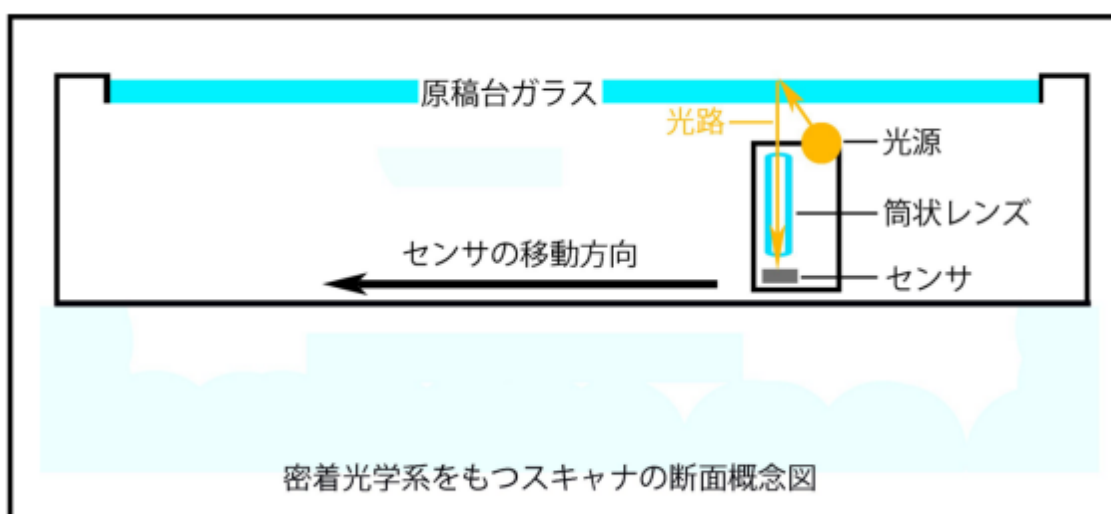 原稿台ガラス
光路
光源
筒状レンズ
センサの移動方向
センサ
密着光学系をもつスキャナの断面概念図